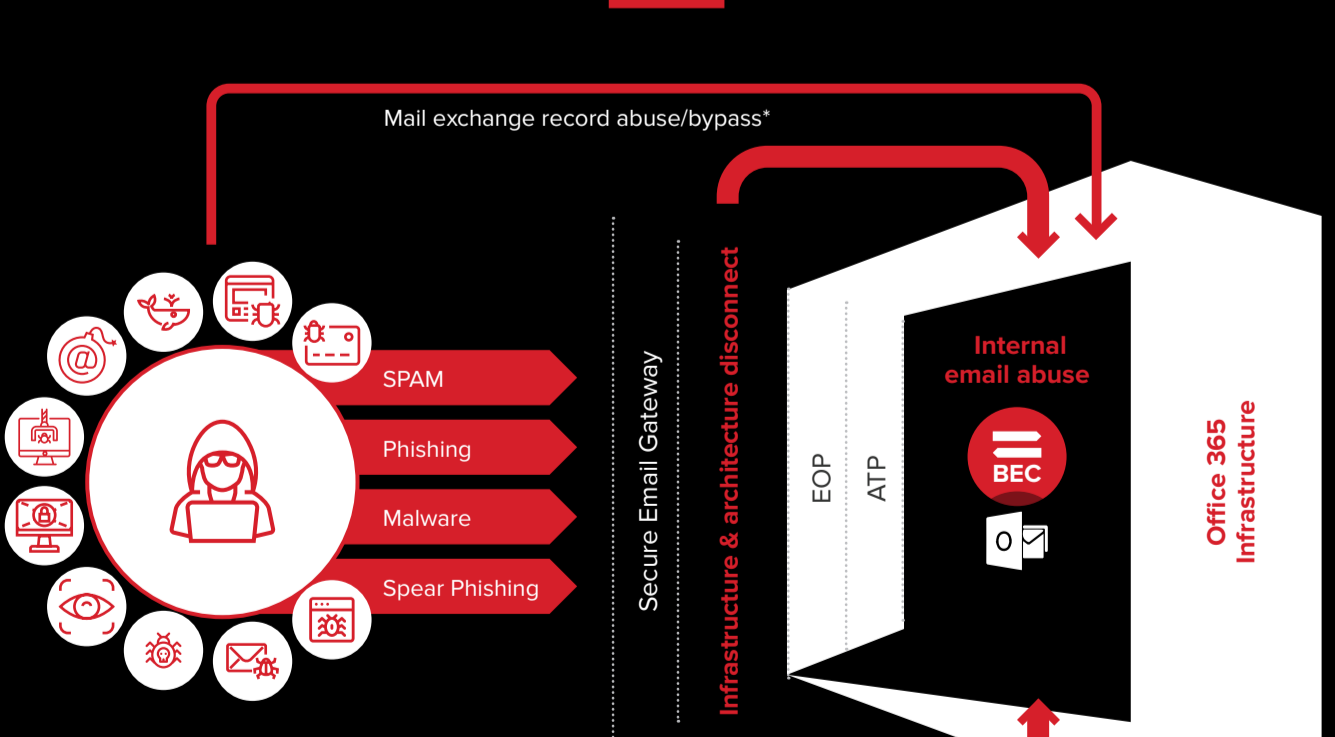 Mail exchange record abuse/bypass*
SPAM
Phishing
Malware
Spear Phishing
Secure Email Gateway
Infrastructure & architecture disconnect
EOP
ATP
Internal
email abuse
BEC
Office 365
Infrastructure